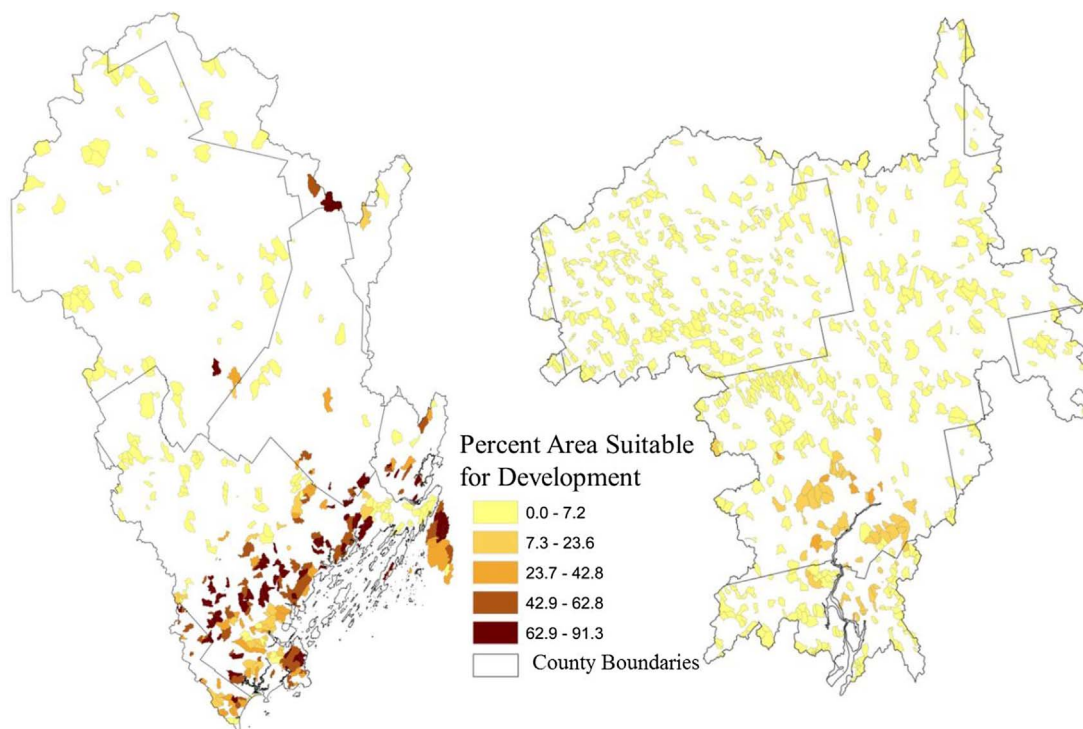 Percent Area Suitable
for Development
0.0 - 7.2
7.3 - 23.6
23.7 - 42.8
42.9 - 62.8
62.9 - 91.3
County Boundaries